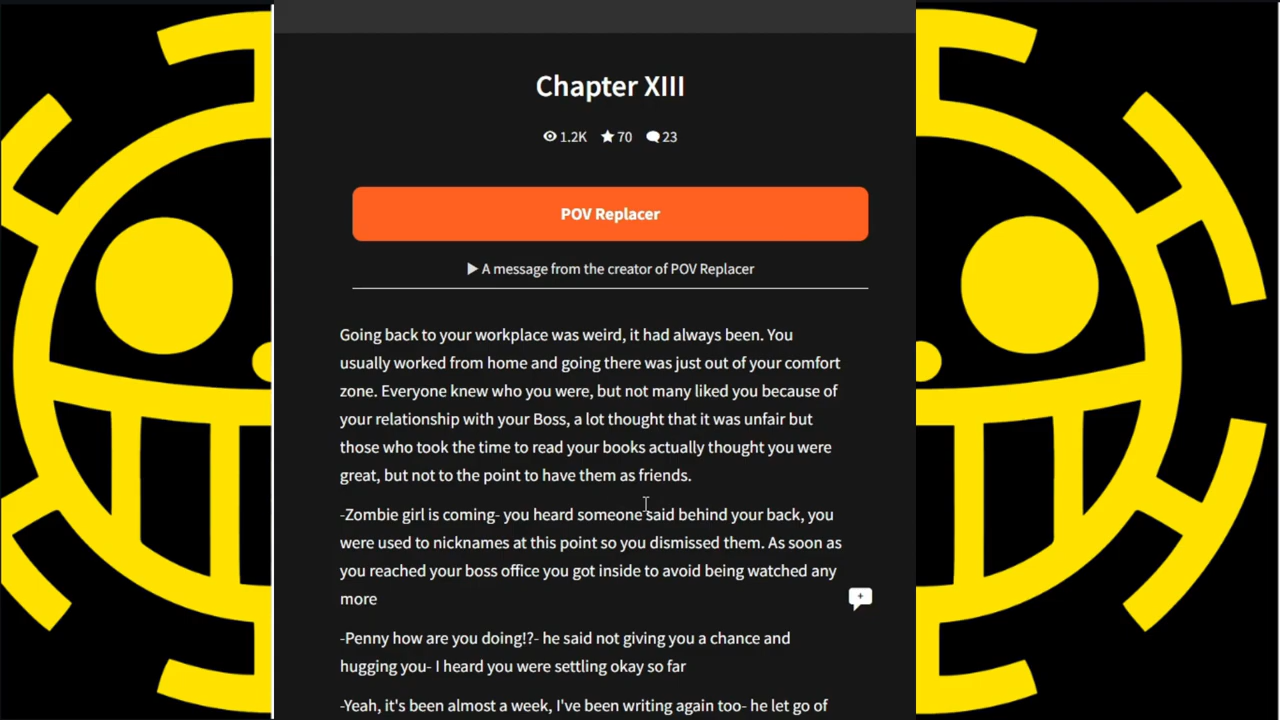 Chapter XIII
1.2K 70 23
POV Replacer
A message from the creator of POV Replacer
Going back to your workplace was weird, it had always been. You
usually worked from home and going there was just out of your comfort
zone. Everyone knew who you were, but not many liked you because of
your relationship with your Boss, a lot thought that it was unfair but
those who took the time to read your books actually thought you were
great, but not to the point to have them as friends.
-Zombie girl is coming- you heard someone said behind your back, you
were used to nicknames at this point so you dismissed them. As soon as
you reached your boss office you got inside to avoid being watched any
more
-Penny how are you doing!?- he said not giving you a chance and
hugging you- I heard you were settling okay so far
-Yeah, it's been almost a week, I've been writing again too- he let go of